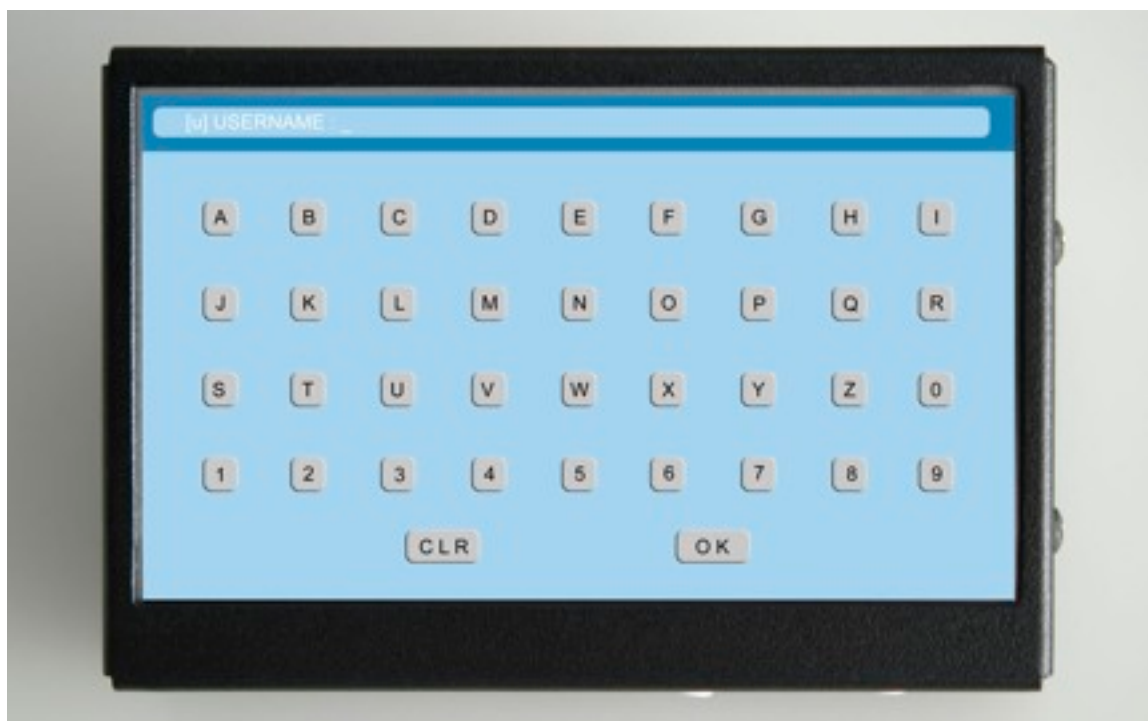 [u] USERNAME : _
A B C D E F G H I
J K L M N O P Q R
S T U V W X Y Z 0
1 2 3 4 5 6 7 8 9
CLR OK